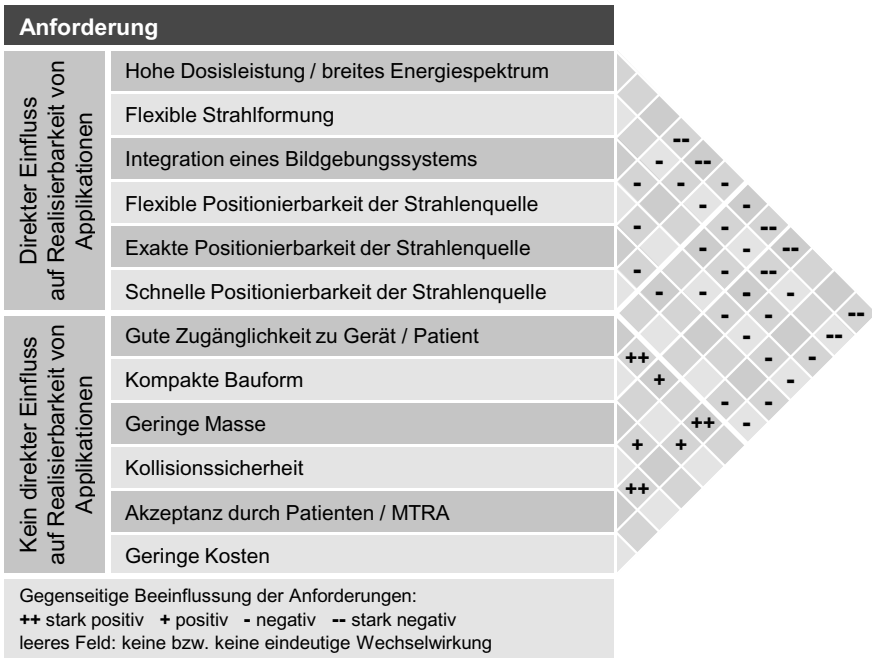 Anforderung
Direkter Einfluss
auf Realisierbarkeit von
Applikationen
Hohe Dosisleistung / breites Energiespektrum
Flexible Strahlformung
Integration eines Bildgebungssystems
Flexible Positionierbarkeit der Strahlenquelle
Exakte Positionierbarkeit der Strahlenquelle
Schnelle Positionierbarkeit der Strahlenquelle
Kein direkter Einfluss
auf Realisierbarkeit von
Applikationen
Gute Zugänglichkeit zu Gerät / Patient
Kompakte Bauform
Geringe Masse
Kollisionssicherheit
Akzeptanz durch Patienten / MTRA
Geringe Kosten
--
- --
- - -
- -
- - --
- - --
- - --
- - - -
- - --
- --
++ - -
+ -
- -
++ -
+ +
++
Gegenseitige Beeinflussung der Anforderungen:
++ stark positiv + positiv - negativ -- stark negativ
leeres Feld: keine bzw. keine eindeutige Wechselwirkung